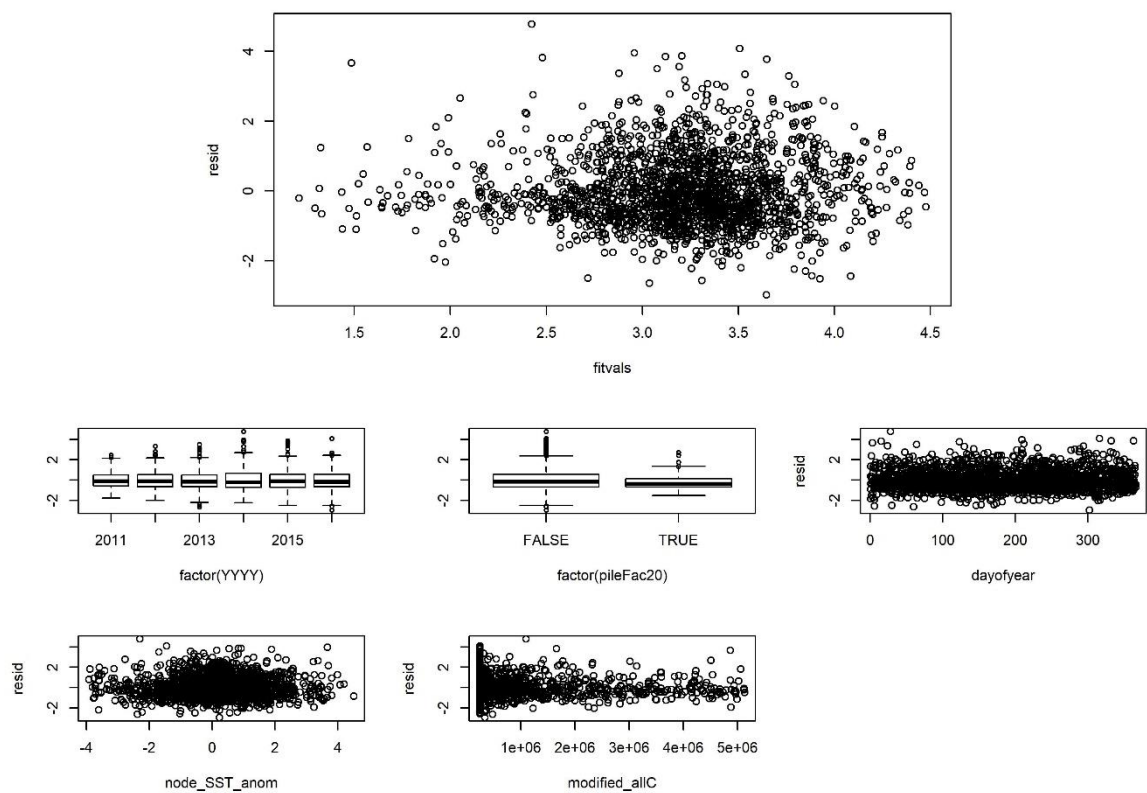 resid
4
2
0
-2
1.5 2.0 2.5 3.0 3.5 4.0 4.5
fitvals
2
-2
2011 2013 2015
factor(YYYY)
2
-2
FALSE TRUE
factor(pileFac20)
resid
2
-2
0 100 200 300
dayofyear
resid
2
-2
-4 -2 0 2 4
node_SST_anom
resid
2
-2
1e+06 2e+06 3e+06 4e+06 5e+06
modified_allC